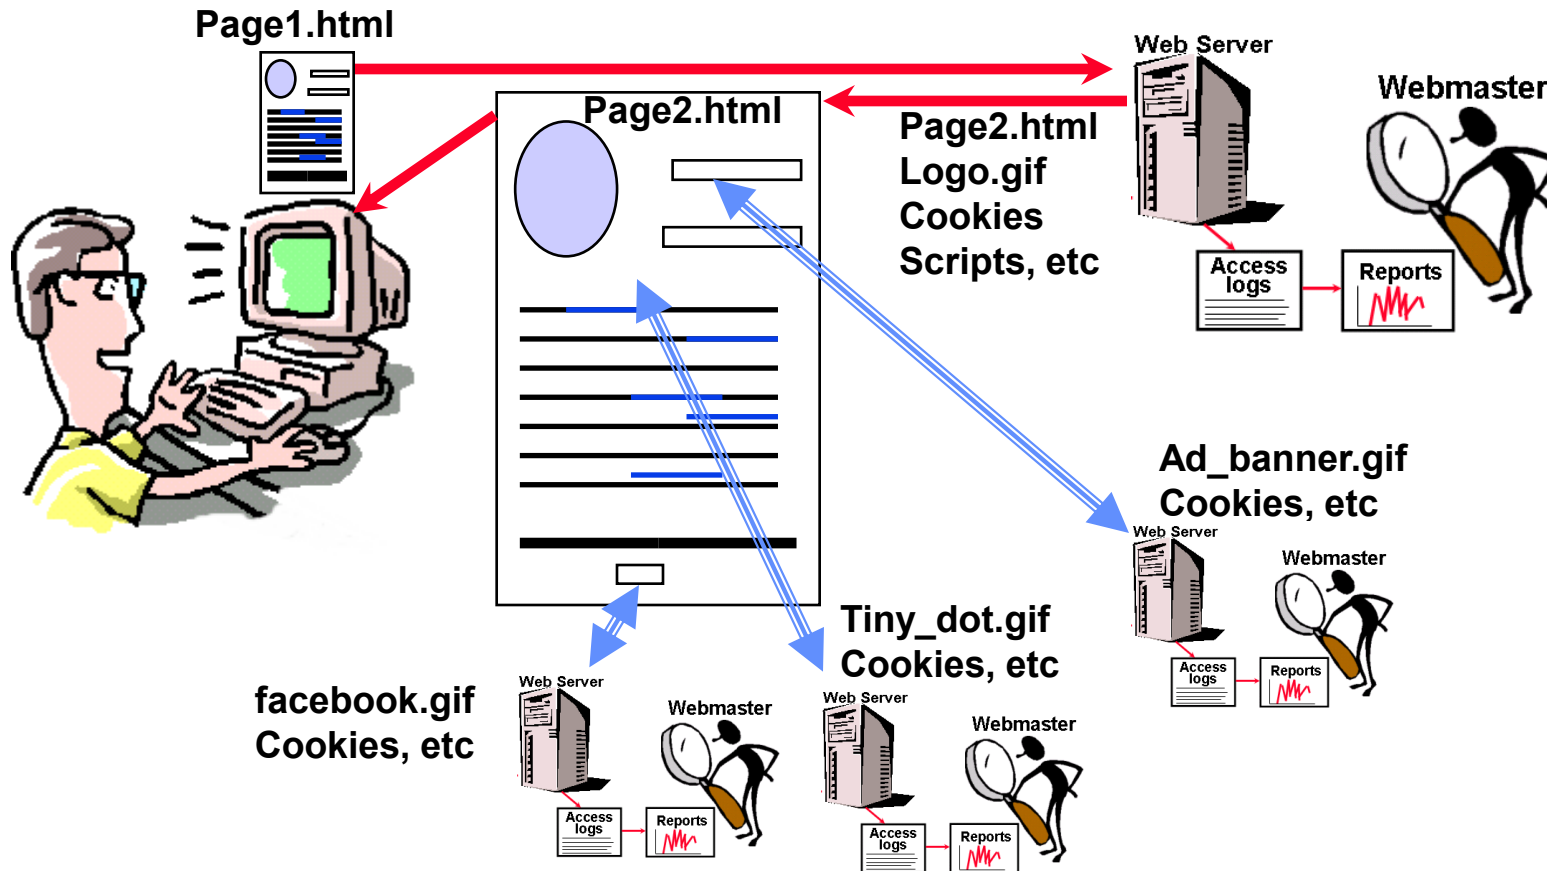 Page1.html
Web Server
Webmaster
Page2.html
Page2.html
Logo.gif
Cookies
Scripts, etc
Access
logs
Reports
Ad_banner.gif
Cookies, etc
Web Server
Webmaster
Access
logs
Reports
Tiny_dot.gif
Cookies, etc
Web Server
Webmaster
Access
logs
Reports
facebook.gif
Cookies, etc
Web Server
Webmaster
Access
logs
Reports